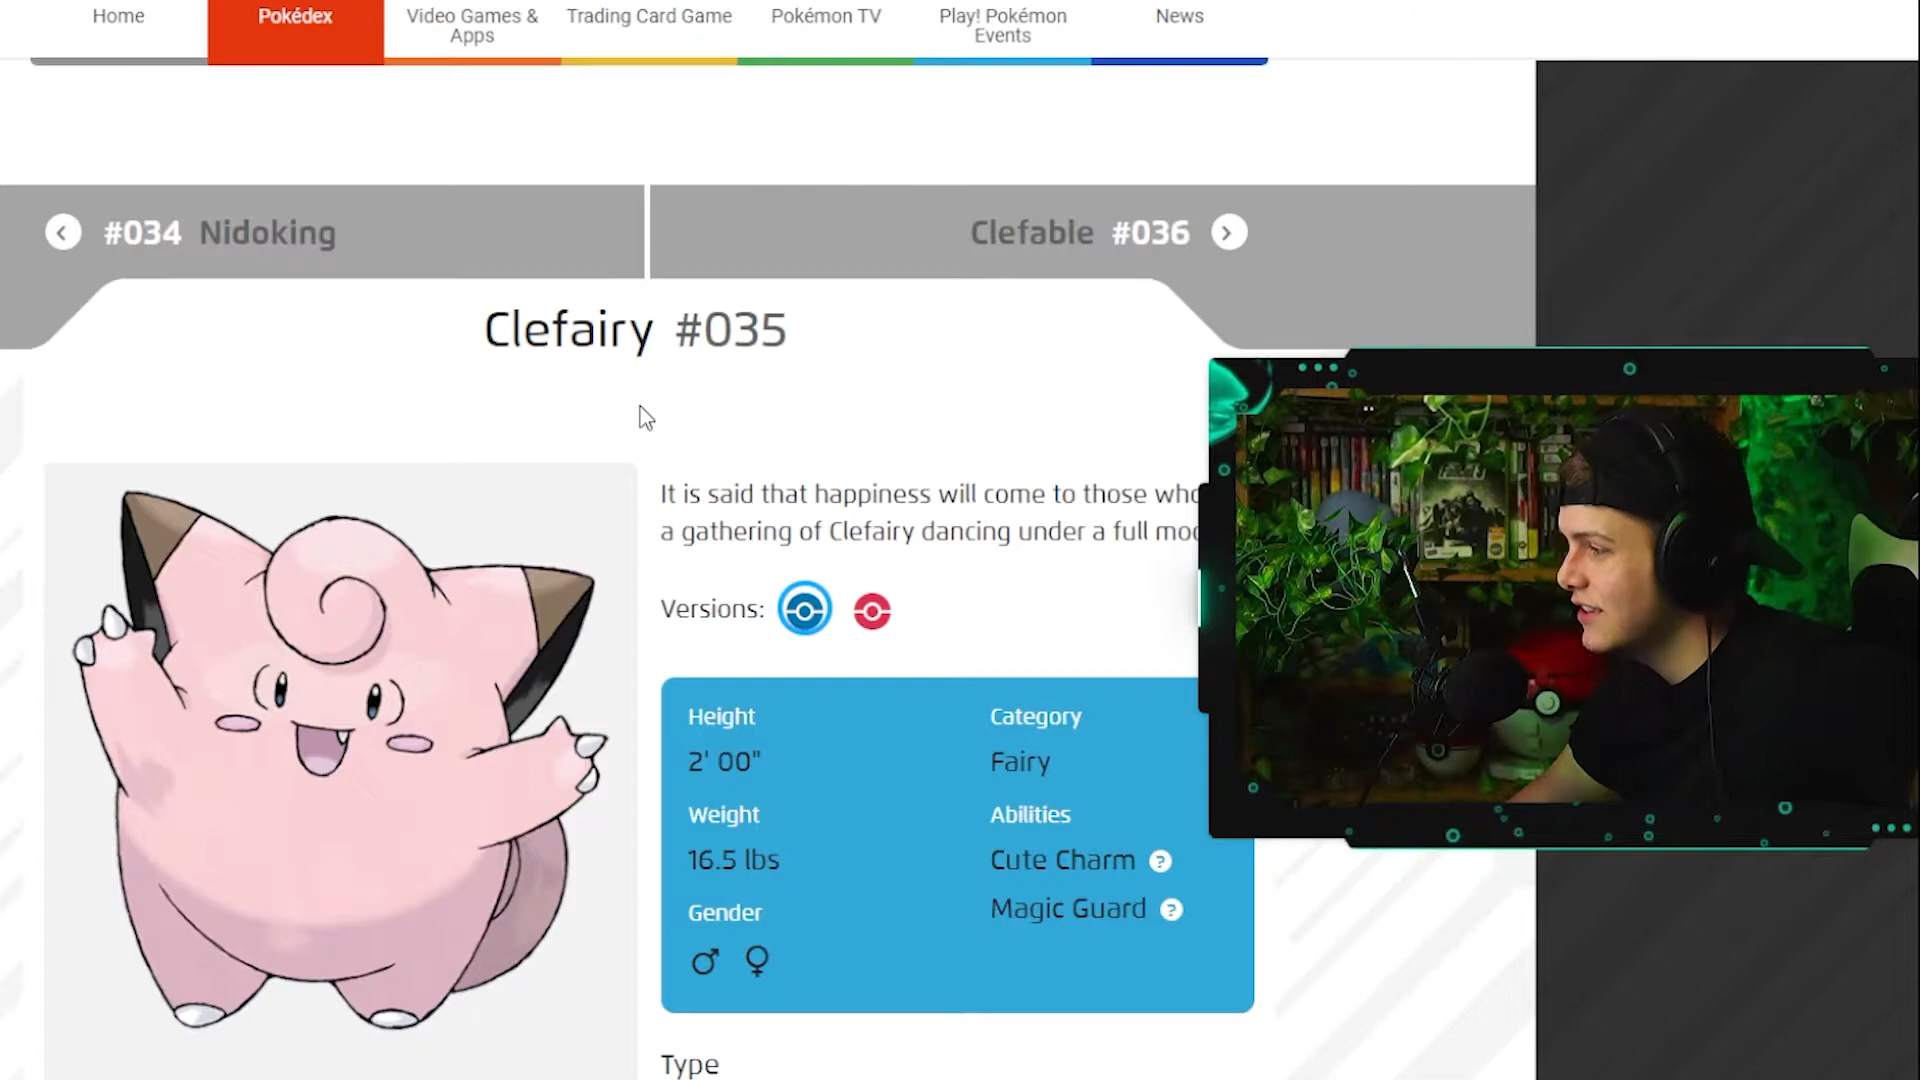 Home
Pokédex
Video Games &
Apps
Trading Card Game
Pokémon TV
Play! Pokémon
Events
News
#034 Nidoking
Clefable #036
Clefairy #035
It is said that happiness will come to those who
a gathering of Clefairy dancing under a full
Versions:
Height
Category
2' 00"
Fairy
Weight
Abilities
16.5 lbs
Cute Charm ?
Magic Guard ?
Gender
Type